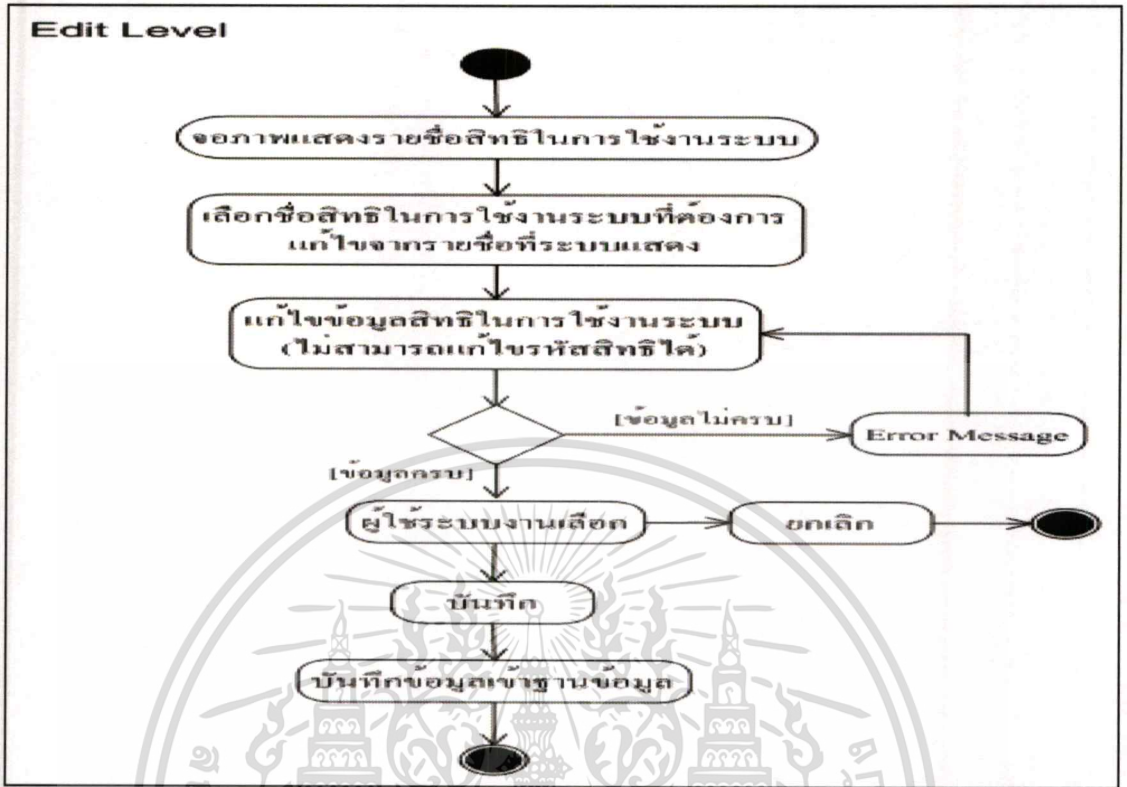 Edit Level
จอภาพแสดงรายชื่อสิทธิในการใช้งานระบบ
เลือกชื่อสิทธิในการใช้งานระบบที่ต้องการ
แก้ไขจากรายชื่อที่ระบบแสดง
แก้ไขข้อมูลสิทธิในการใช้งานระบบ
(ไม่สามารถแก้ไขรหัสสิทธิได้)
[ข้อมูลไม่ครบ]
Error Message
[ข้อมูลครบ]
ผู้ใช้ระบบงานเลือก
ยกเลิก
บันทึก
บันทึกข้อมูลเข้าฐานข้อมูล